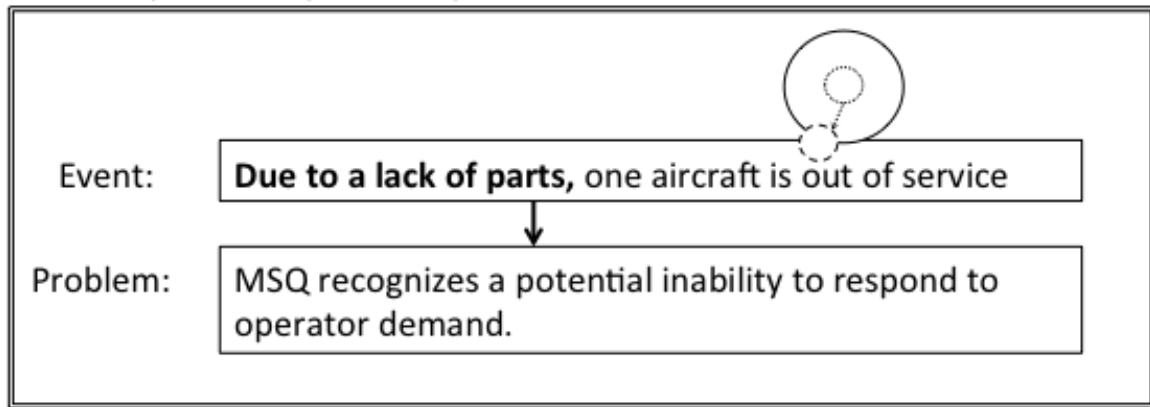 Event:
Due to a lack of parts, one aircraft is out of service
Problem:
MSQ recognizes a potential inability to respond to
operator demand.